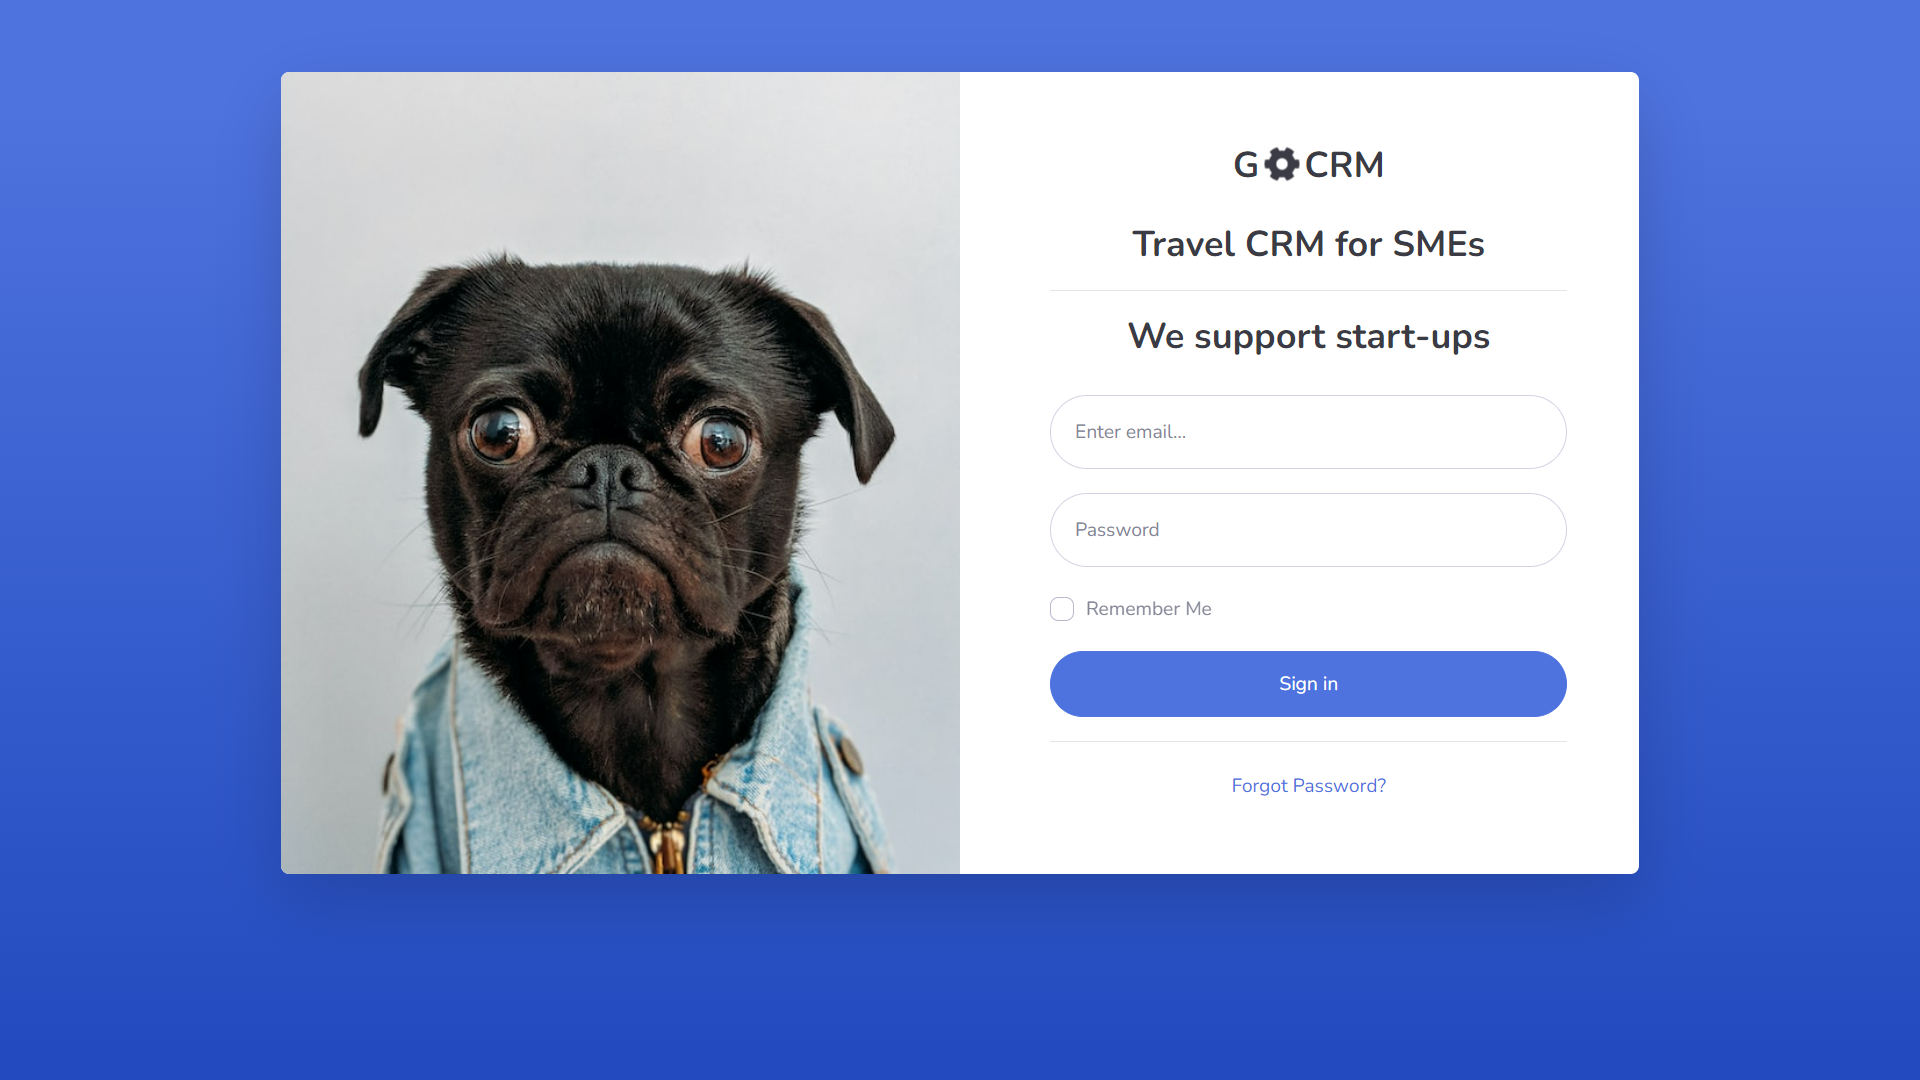 G CRM
Travel CRM for SMEs
We support start-ups
Enter email...
Password
Remember Me
Sign in
Forgot Password?